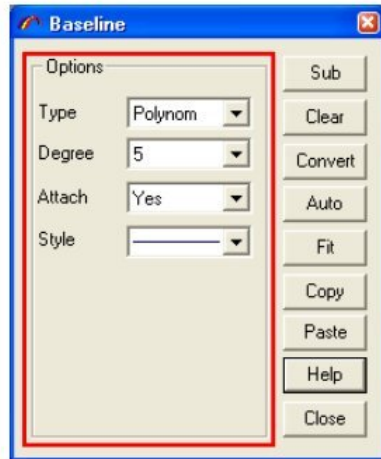 Baseline
Options
Type Polynom
Degree 5
Attach Yes
Style
Sub
Clear
Convert
Auto
Fit
Copy
Paste
Help
Close